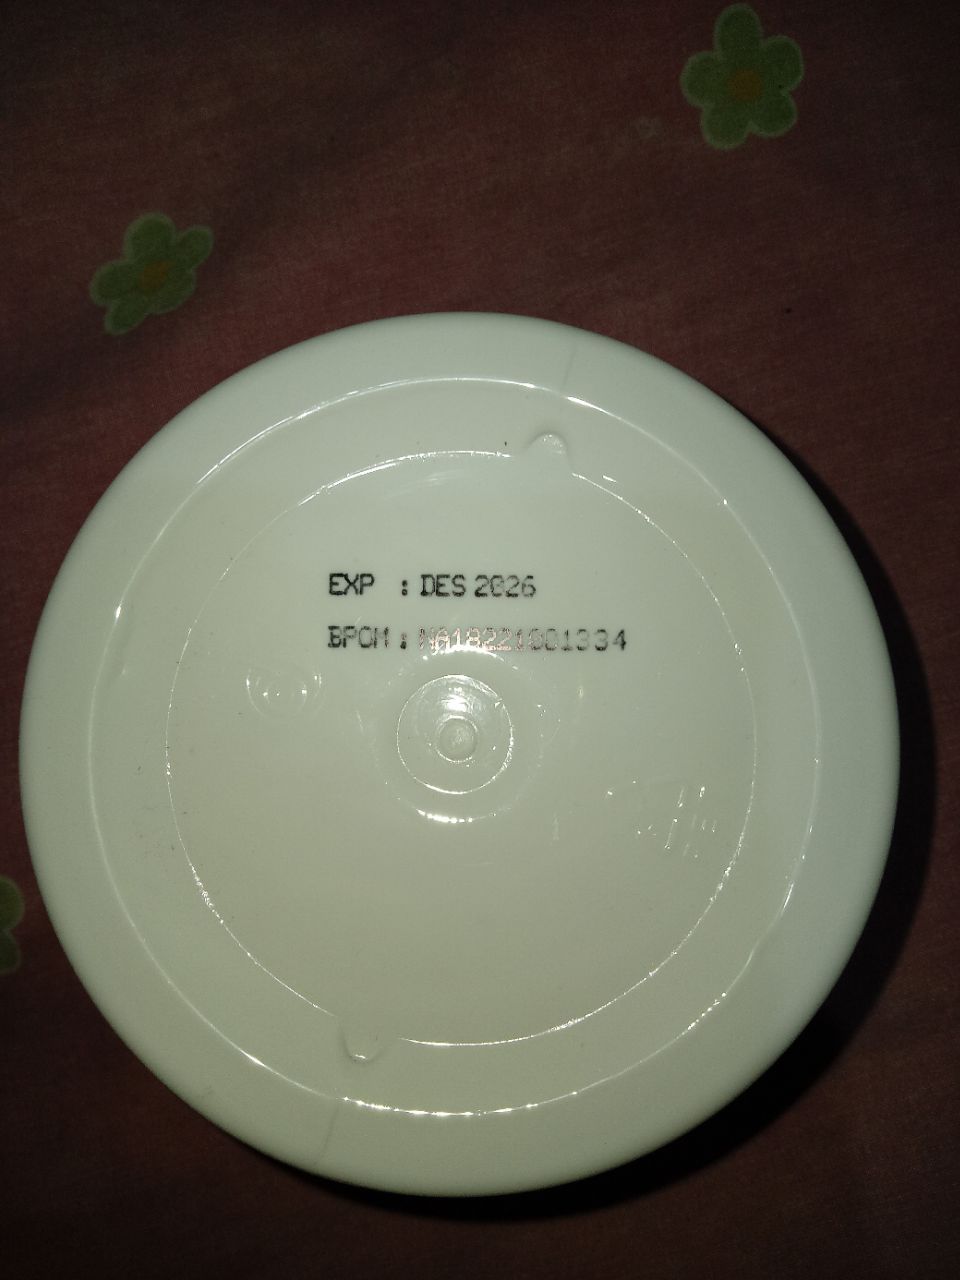 EXP : DES 2026
BPOM : NA18221001334